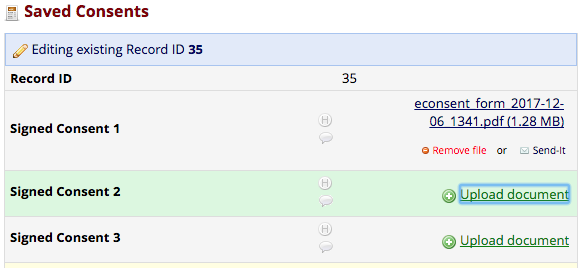 Saved Consents
Editing existing Record ID 35
Record ID 35
Signed Consent 1
H
econsent_form_2017-12-
06_1341.pdf (1.28 MB)
Remove file or Send-It
Signed Consent 2
H
Upload document
Signed Consent 3
H
Upload document